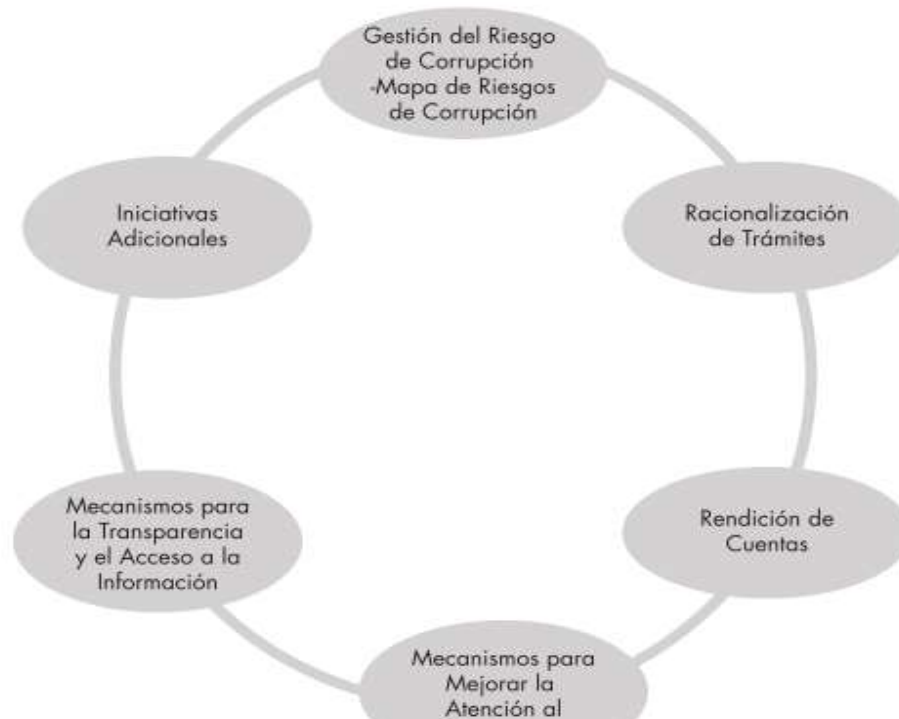 Gestión del Riesgo
de Corrupción
-Mapa de Riesgos
de Corrupción
Racionalización
de Trámites
Rendición de
Cuentas
Mecanismos para
Mejorar la
Atención al
Mecanismos para
la Transparencia
y el Acceso a la
Información
Iniciativas
Adicionales